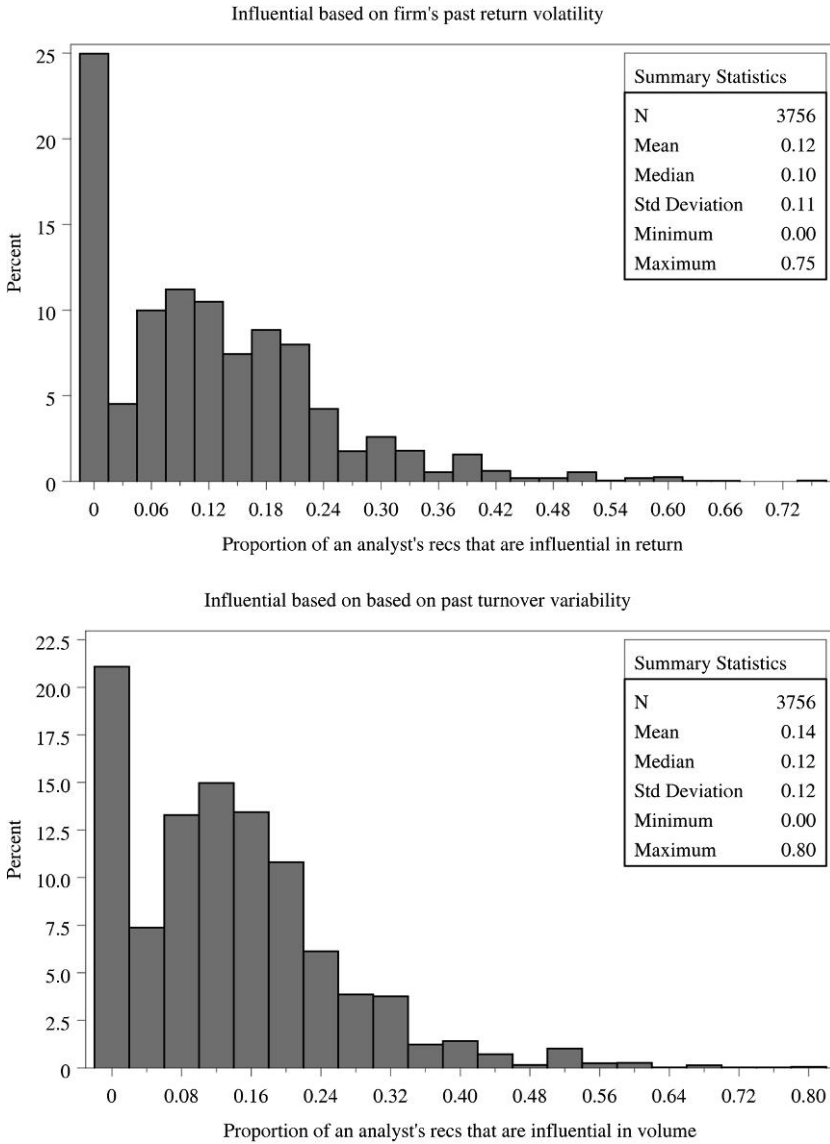 Influential based on firm's past return volatility
25
20
15
10
5
0
Percent
Summary Statistics
N 3756
Mean 0.12
Median 0.10
Std Deviation 0.11
Minimum 0.00
Maximum 0.75
0 0.06 0.12 0.18 0.24 0.30 0.36 0.42 0.48 0.54 0.60 0.72
Proportion of an analyst's recs that are influential in return
Influential based on based on past turnover variability
22.5
20.0
17.5
15.0
12.5
10.0
7.5
5.0
2.5
0
Percent
Summary Statistics
N 3756
Mean 0.14
Median 0.12
Std Deviation 0.12
Minimum 0.00
Maximum 0.80
0 0.08 0.16 0.24 0.32 0.40 0.48 0.56 0.64 0.72 0.80
Proportion of an analyst's recs that are influential in volume